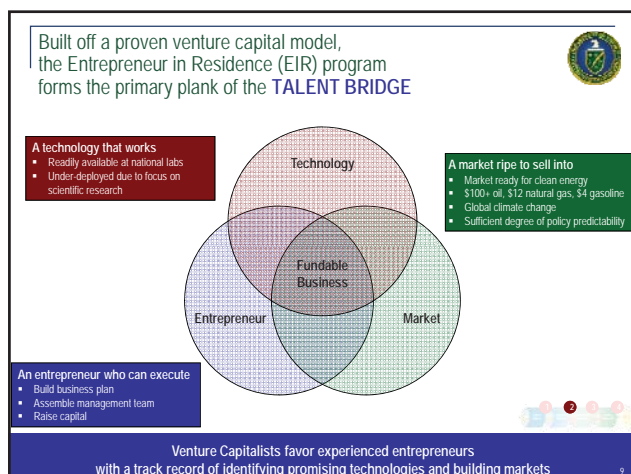 Built off a proven venture capital model,
the Entrepreneur in Residence (EIR) program
forms the primary plank of the TALENT BRIDGE
A technology that works
▪ Readily available at national labs
▪ Under-deployed due to focus on
scientific research
Technology
A market ripe to sell into
▪ Market ready for clean energy
▪ $100+ oil, $12 natural gas, $4 gasoline
▪ Global climate change
▪ Sufficient degree of policy predictability
Fundable
Business
Entrepreneur
Market
An entrepreneur who can execute
▪ Build business plan
▪ Assemble management team
▪ Raise capital
2
Venture Capitalists favor experienced entrepreneurs
with a track record of identifying promising technologies and building markets
9